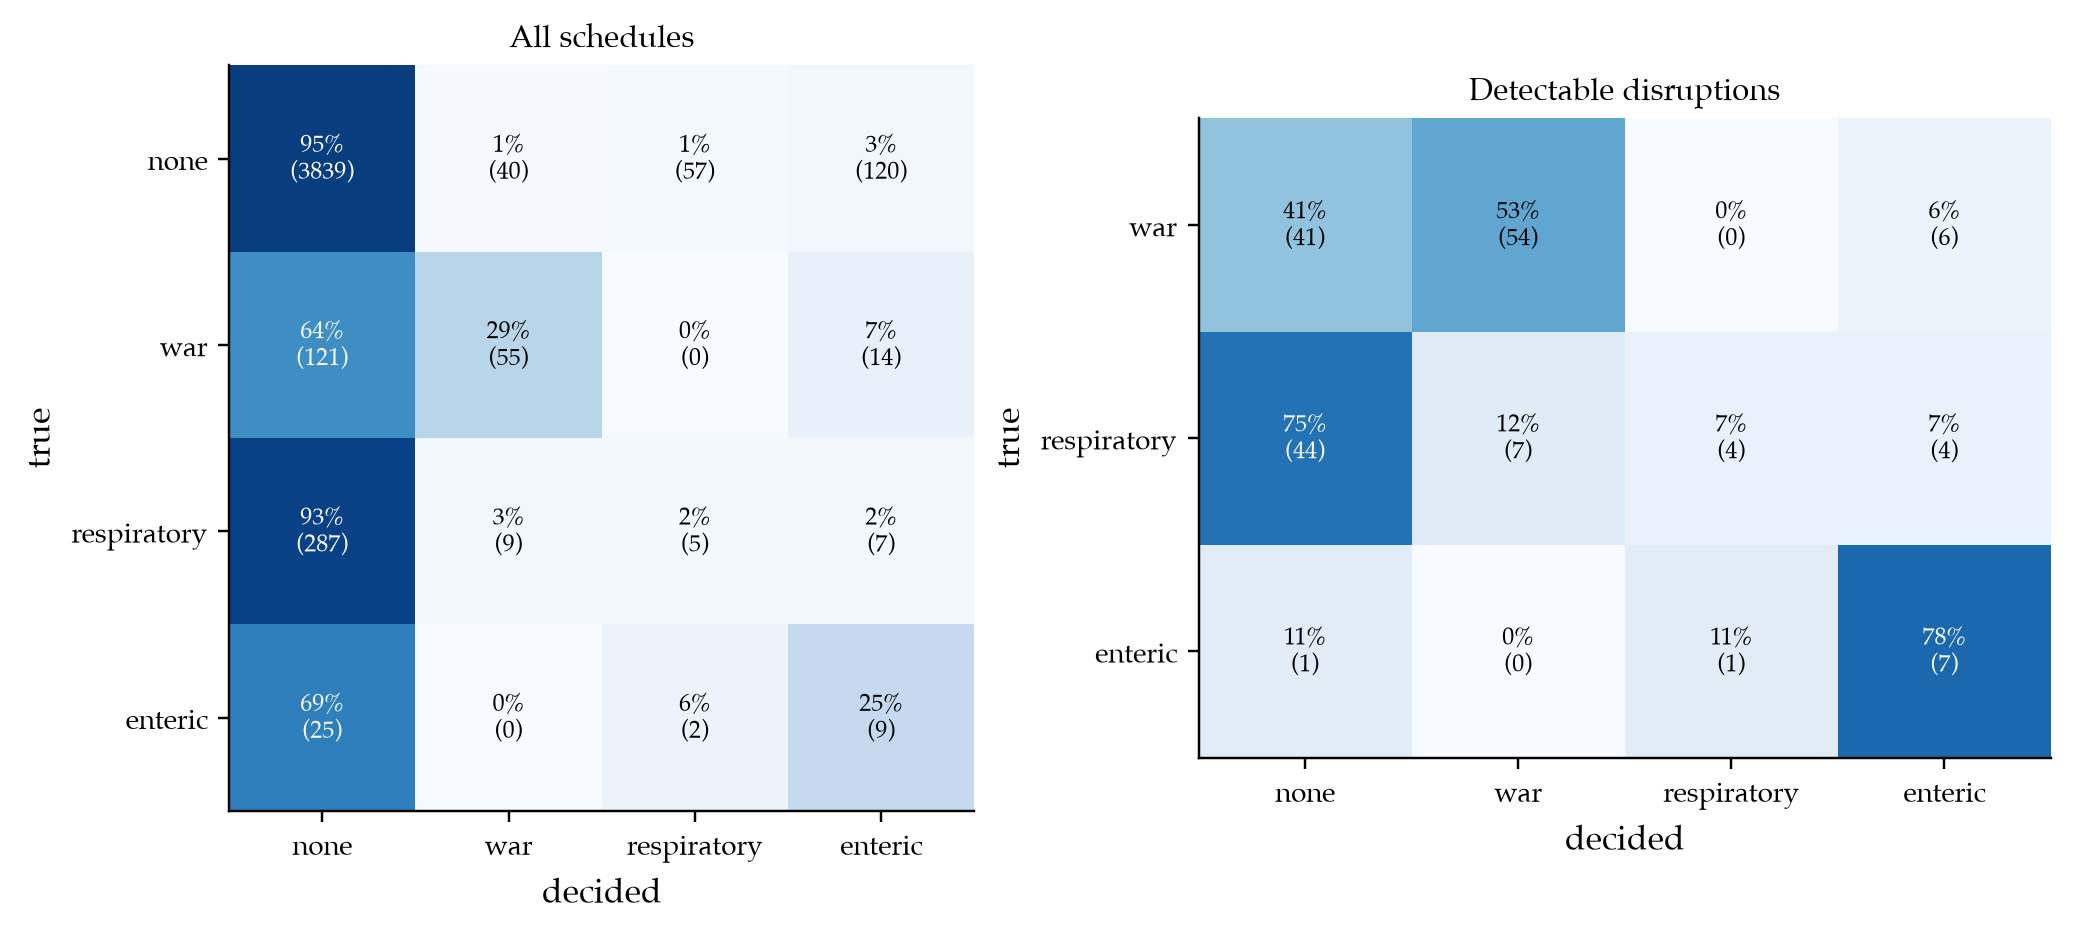 All schedules
none
95%
(3839)
1%
(40)
1%
(57)
3%
(120)
war
64%
(121)
29%
(55)
0%
(0)
7%
(14)
respiratory
93%
(287)
3%
(9)
2%
(5)
2%
(7)
enteric
69%
(25)
0%
(0)
6%
(2)
25%
(9)
true
none
war
respiratory
enteric
decided
Detectable disruptions
war
41%
(41)
53%
(54)
0%
(0)
6%
(6)
respiratory
75%
(44)
12%
(7)
7%
(4)
7%
(4)
enteric
11%
(1)
0%
(0)
11%
(1)
78%
(7)
true
none
war
respiratory
enteric
decided